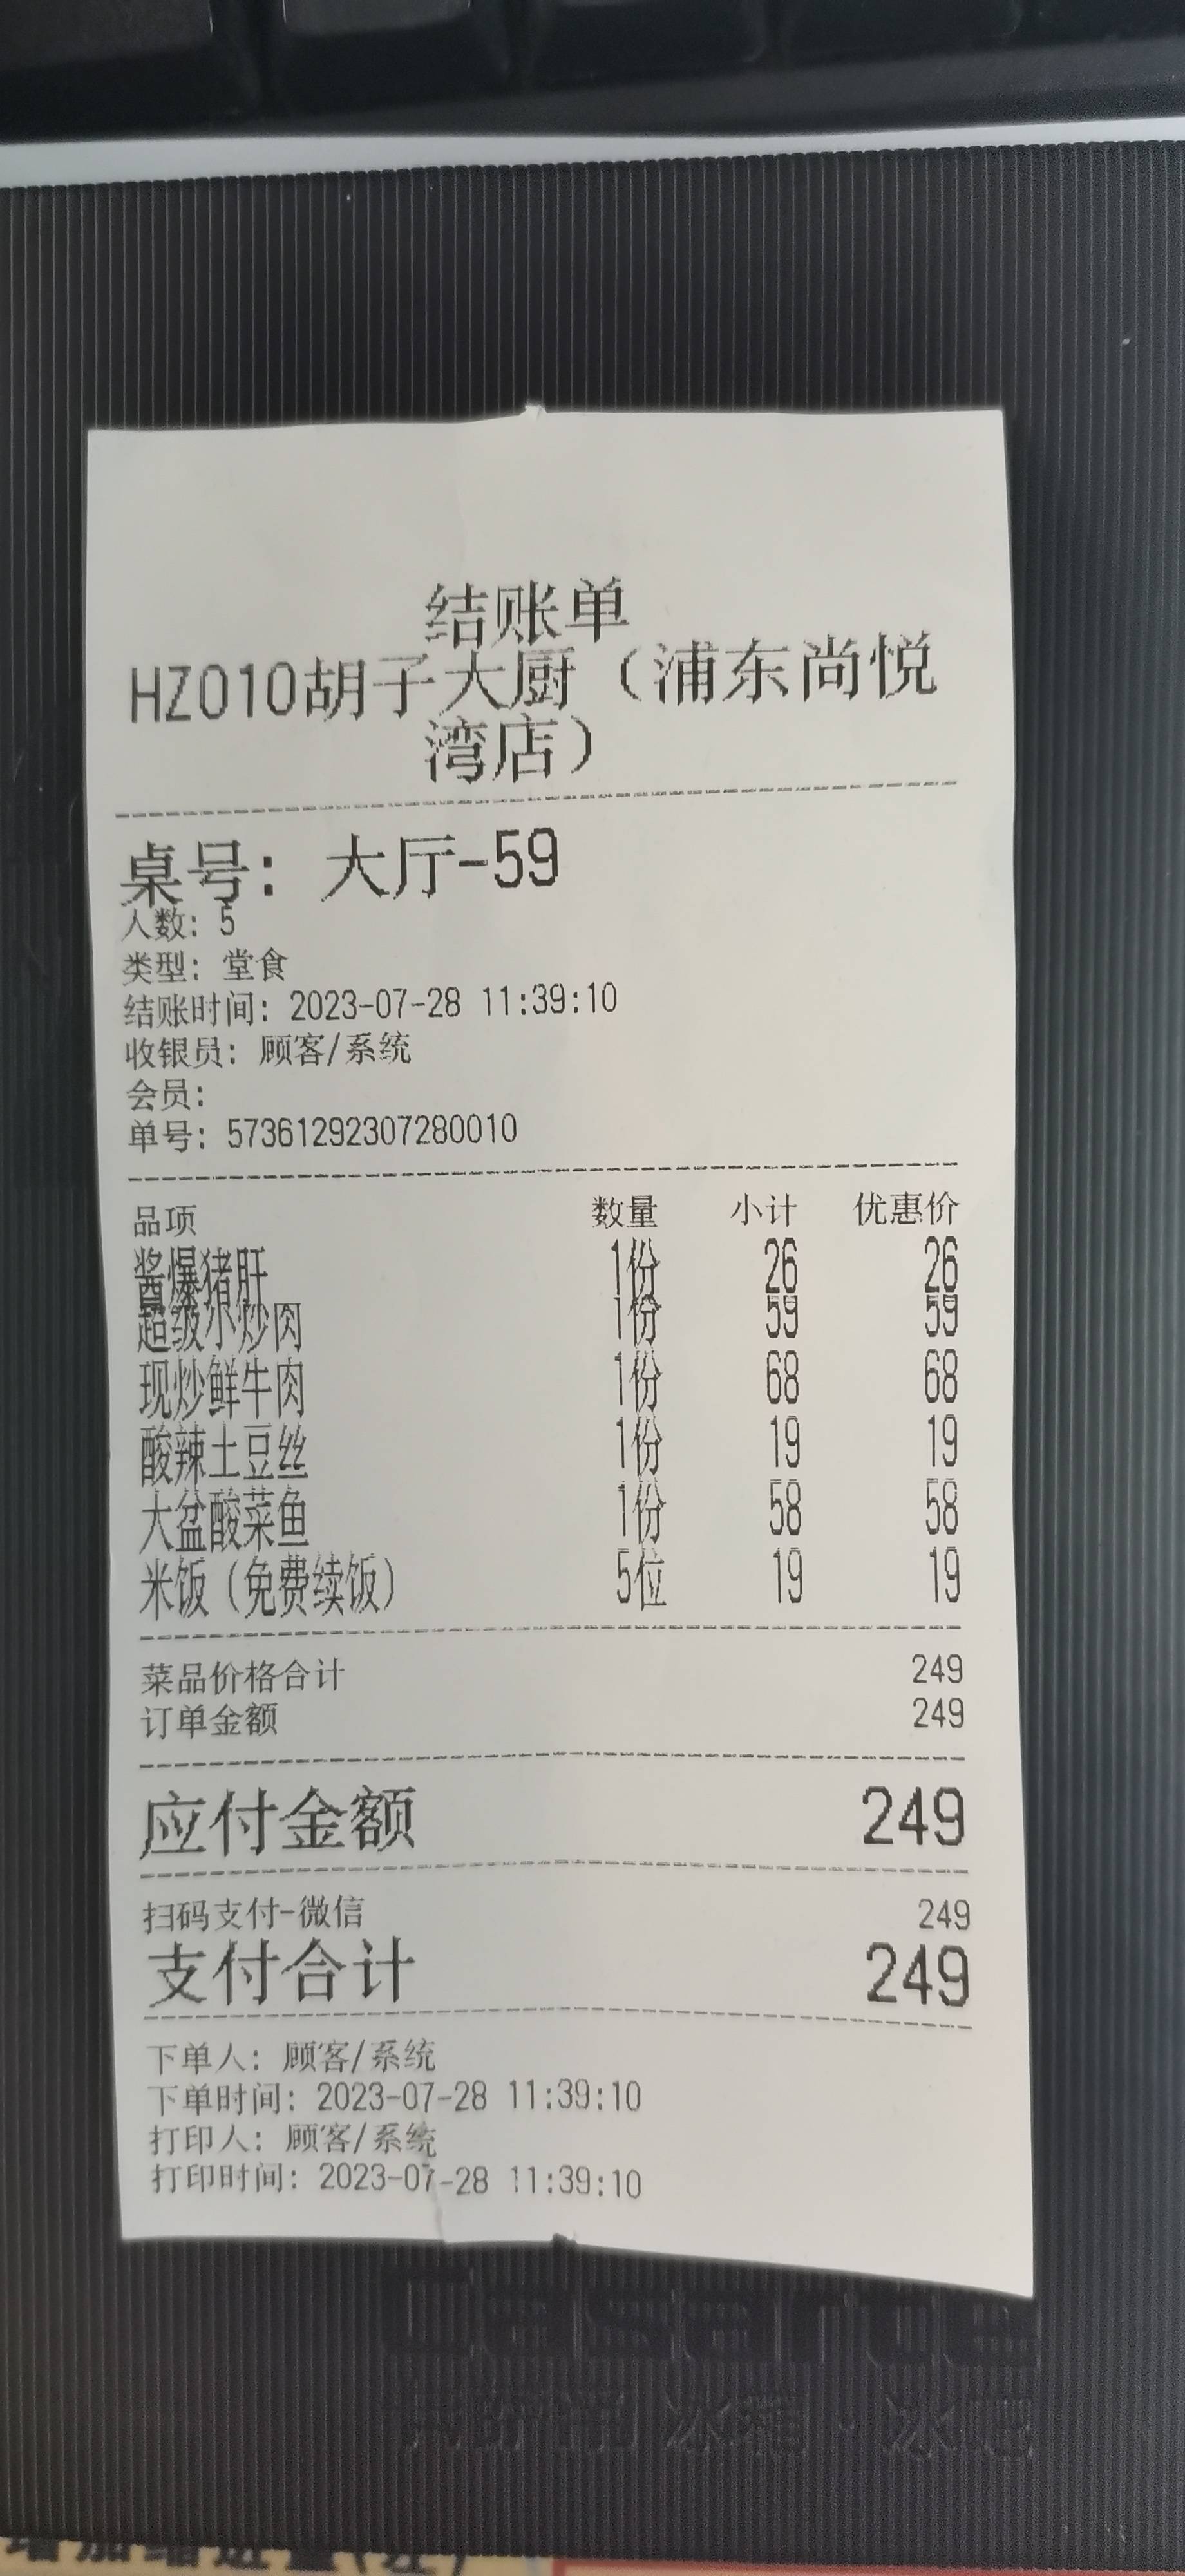 结账单
HZ010胡子大厨（浦东尚悦
湾店）
桌号：大厅-59
人数：5
类型：堂食
结账时间：2023-07-28 11:39:10
收银员：顾客/系统
会员：
单号：57361292307280010
品项 数量 小计 优惠价
酱爆猪肝 1份 26 26
超级小炒肉 1份 59 59
现炒鲜牛肉 1份 68 68
酸辣土豆丝 1份 19 19
大盆酸菜鱼 1份 58 58
米饭（免费续饭） 5位 19 19
菜品价格合计 249
订单金额 249
应付金额 249
扫码支付-微信 249
支付合计 249
下单人：顾客/系统
下单时间：2023-07-28 11:39:10
打印人：顾客/系统
打印时间：2023-07-28 11:39:10
Casarte
冰箱·冰吧